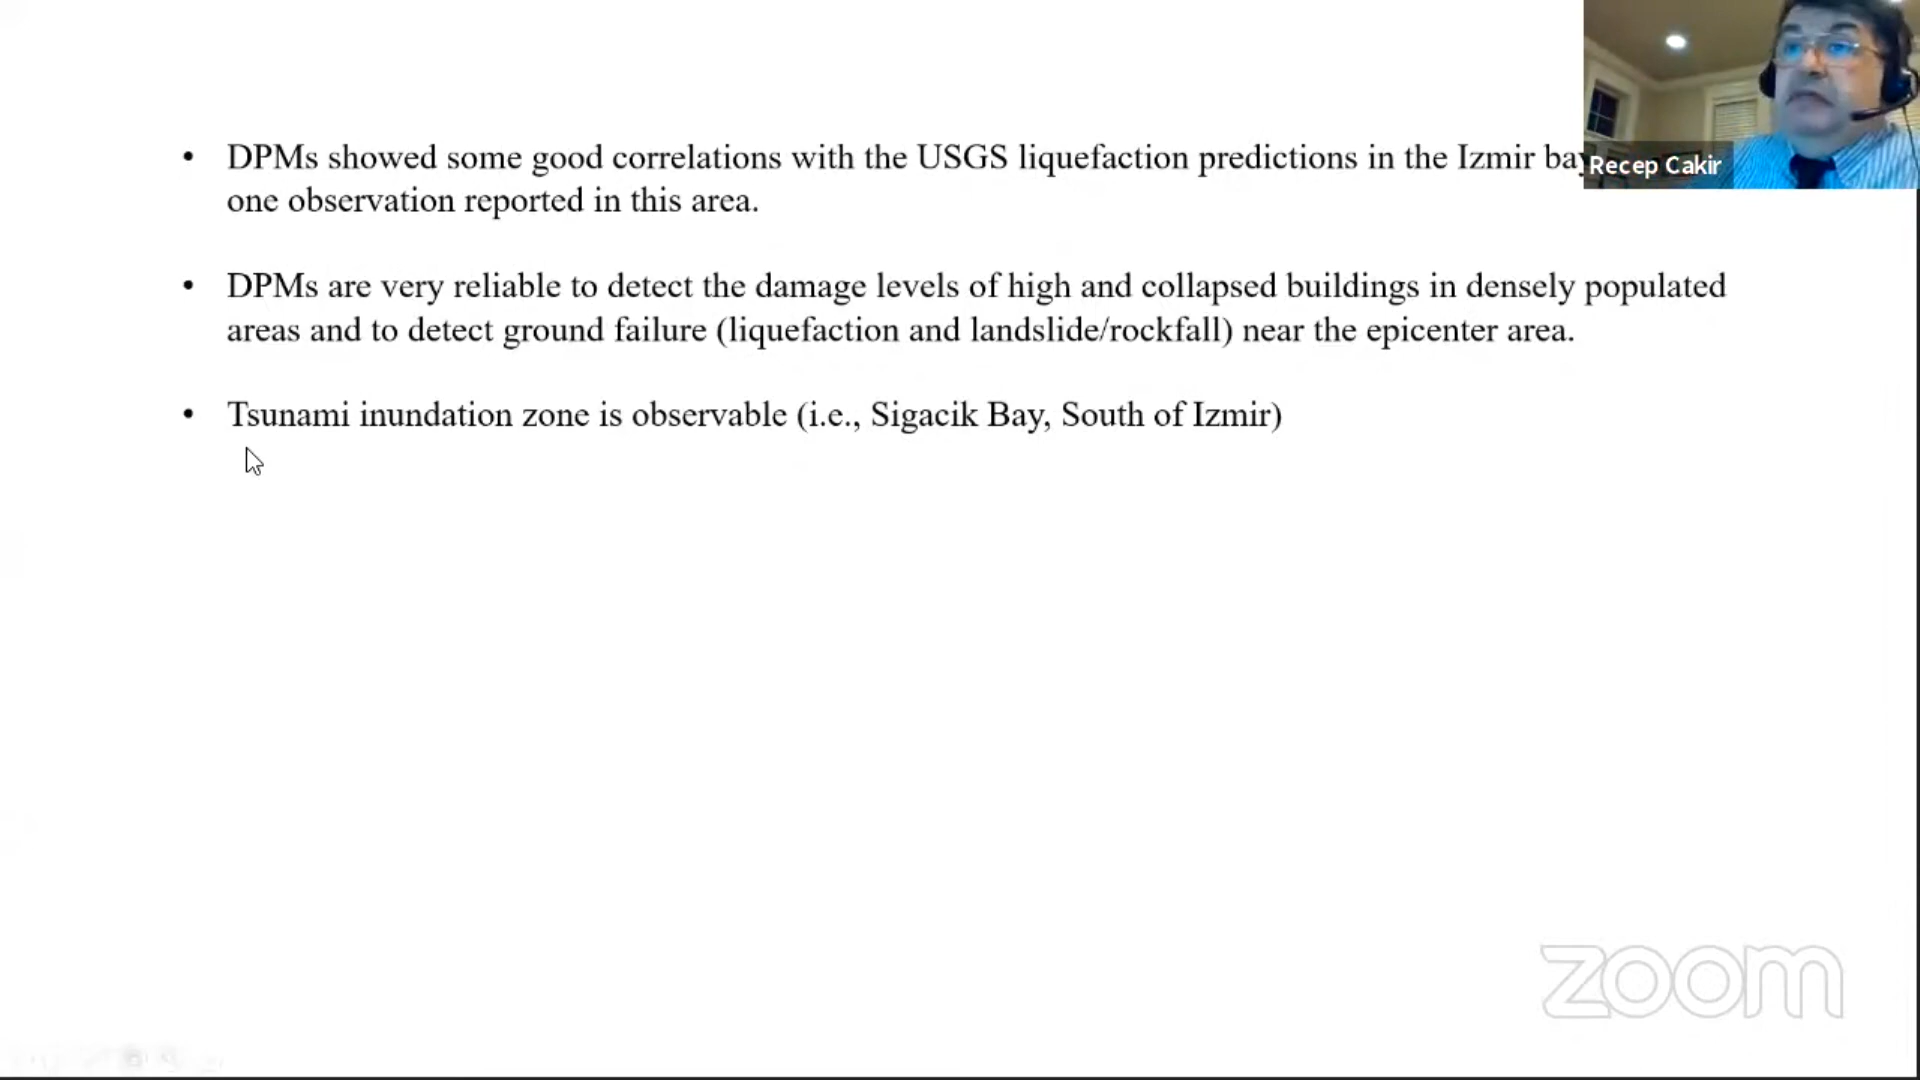 • DPMs showed some good correlations with the USGS liquefaction predictions in the Izmir
one observation reported in this area.
• DPMs are very reliable to detect the damage levels of high and collapsed buildings in densely populated
areas and to detect ground failure (liquefaction and landslide/rockfall) near the epicenter area.
• Tsunami inundation zone is observable (i.e., Sigacik Bay, South of Izmir)
Recep Cakir
zoom